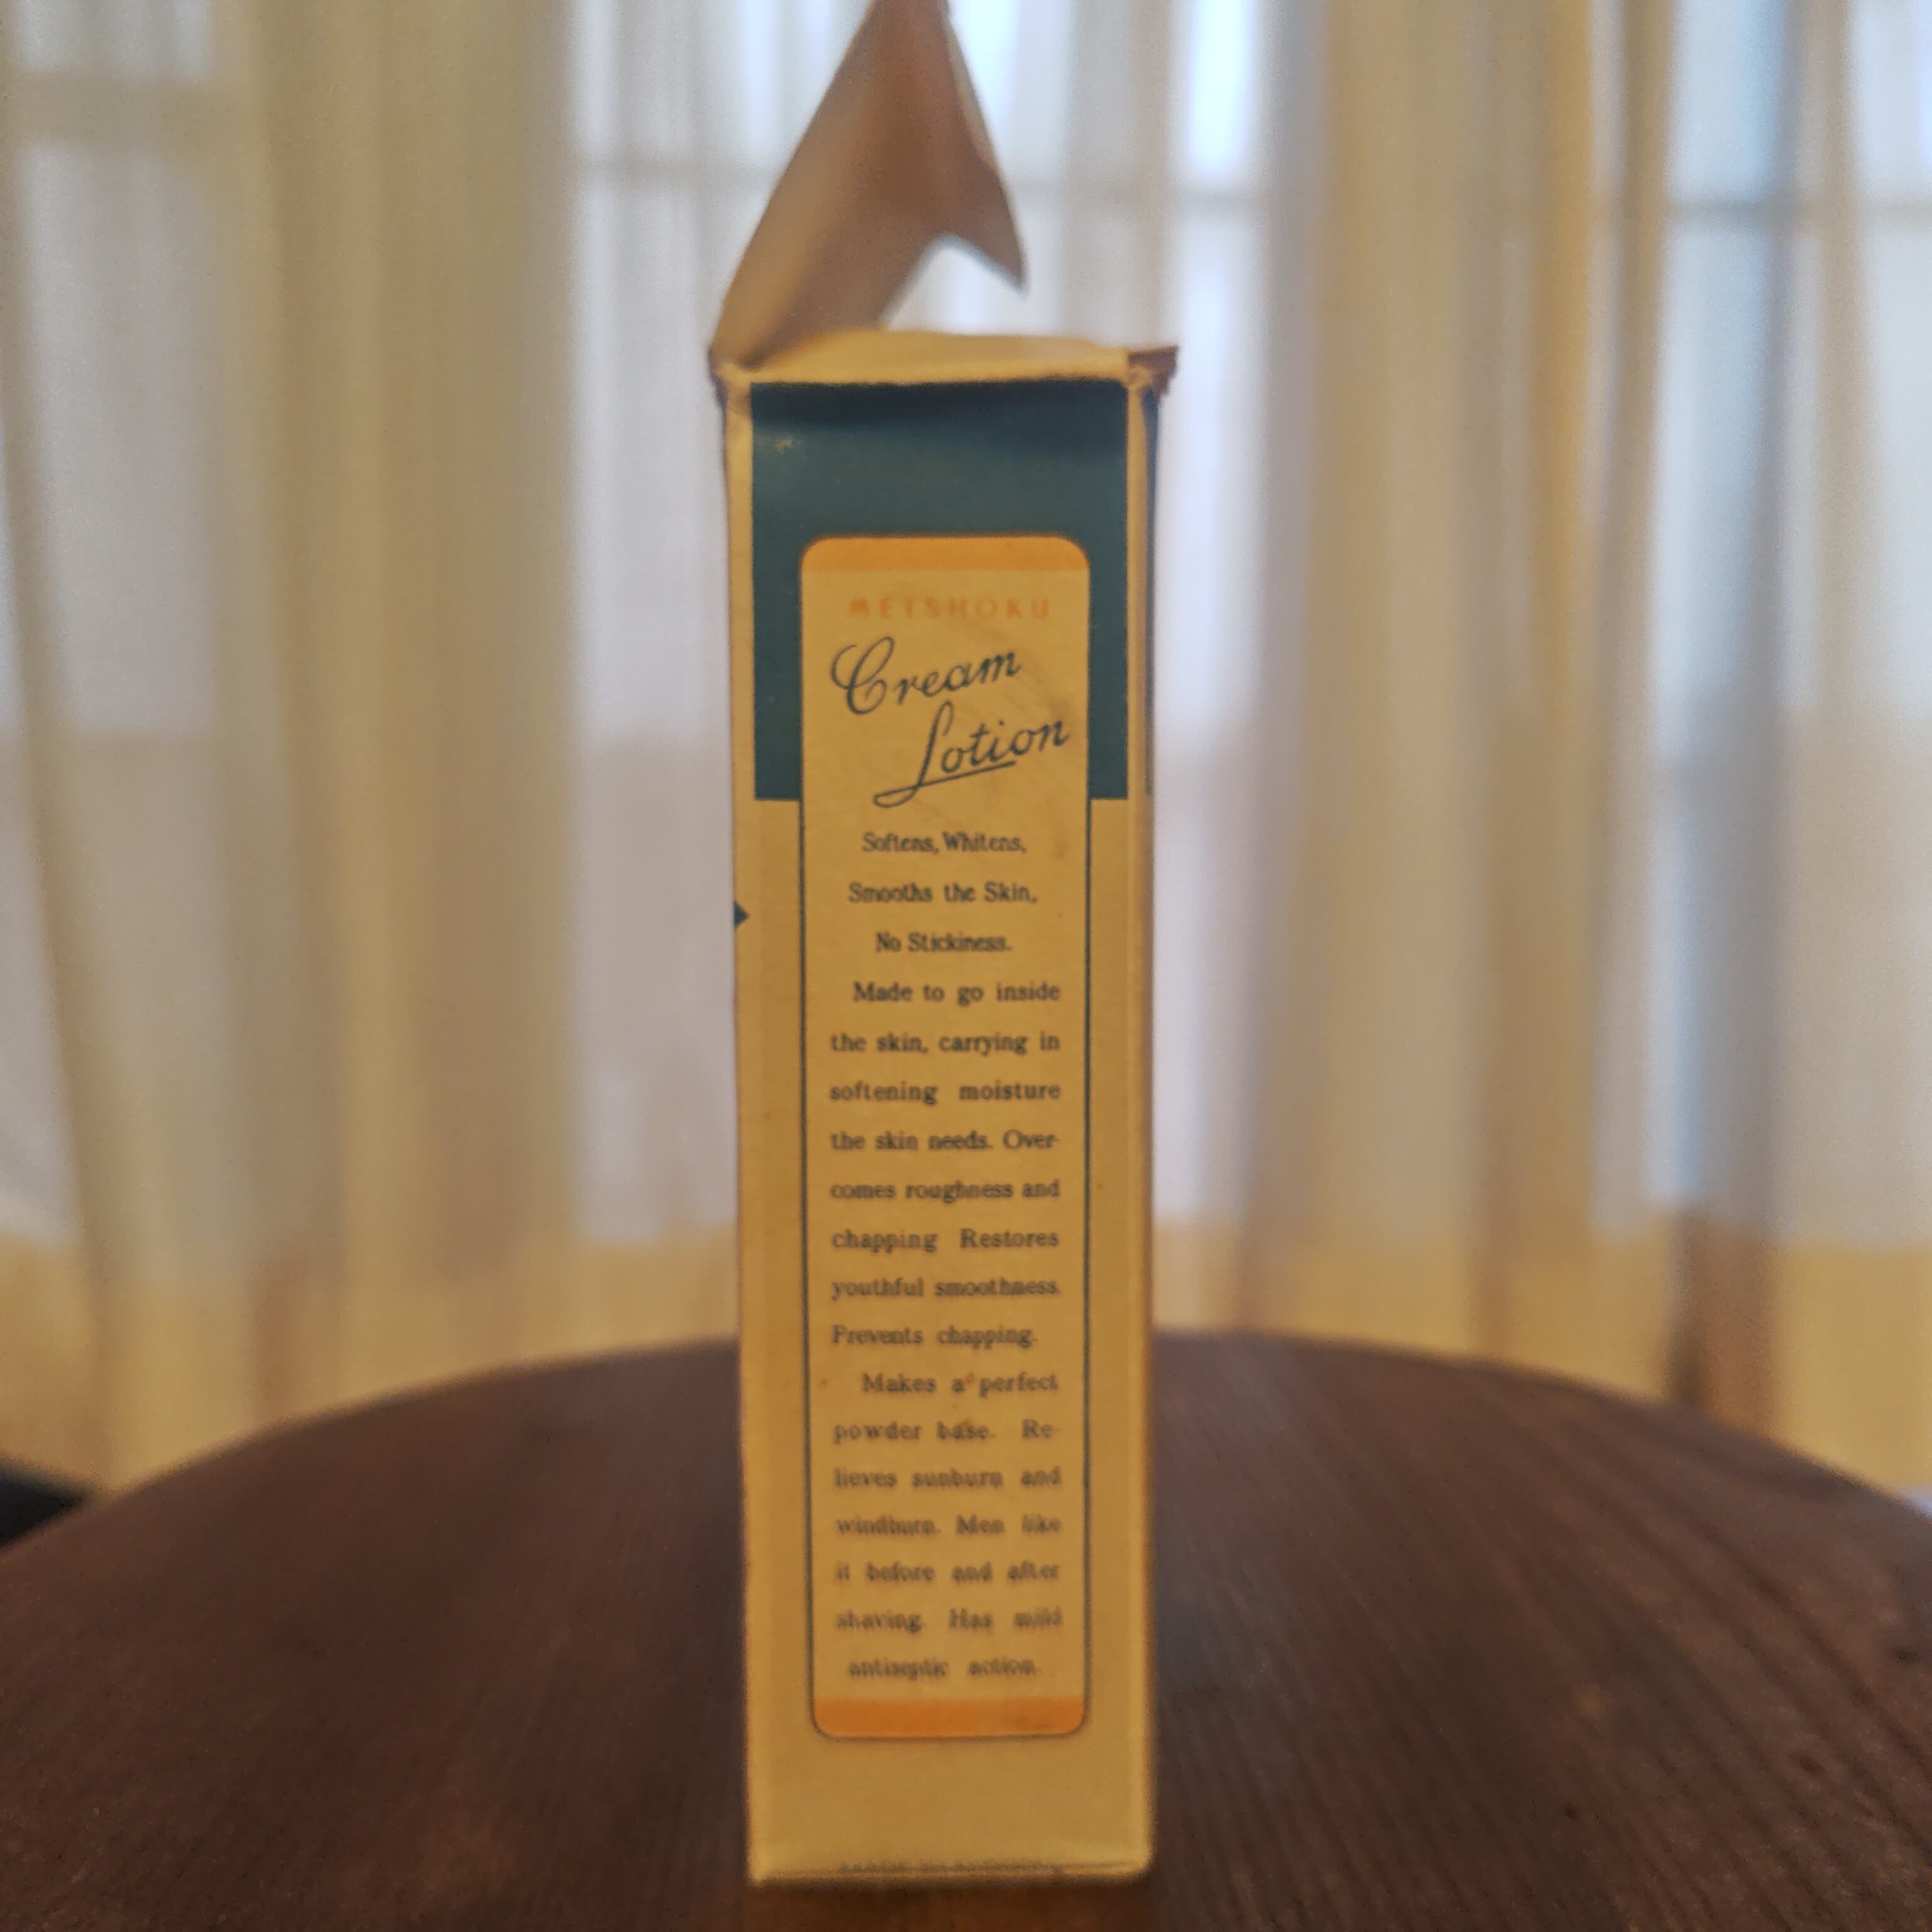 MEISHOKU
Cream
Lotion
Softens, Whitens,
Smooths the Skin,
No Stickiness.
Made to go inside
the skin, carrying in
softening moisture
the skin needs. Over-
comes roughness and
chapping Restores
youthful smoothness.
Prevents chapping.
Makes a perfect
powder base. Re-
lieves sunburn and
windburn. Men like
it before and after
shaving. Has mild
antiseptic action.